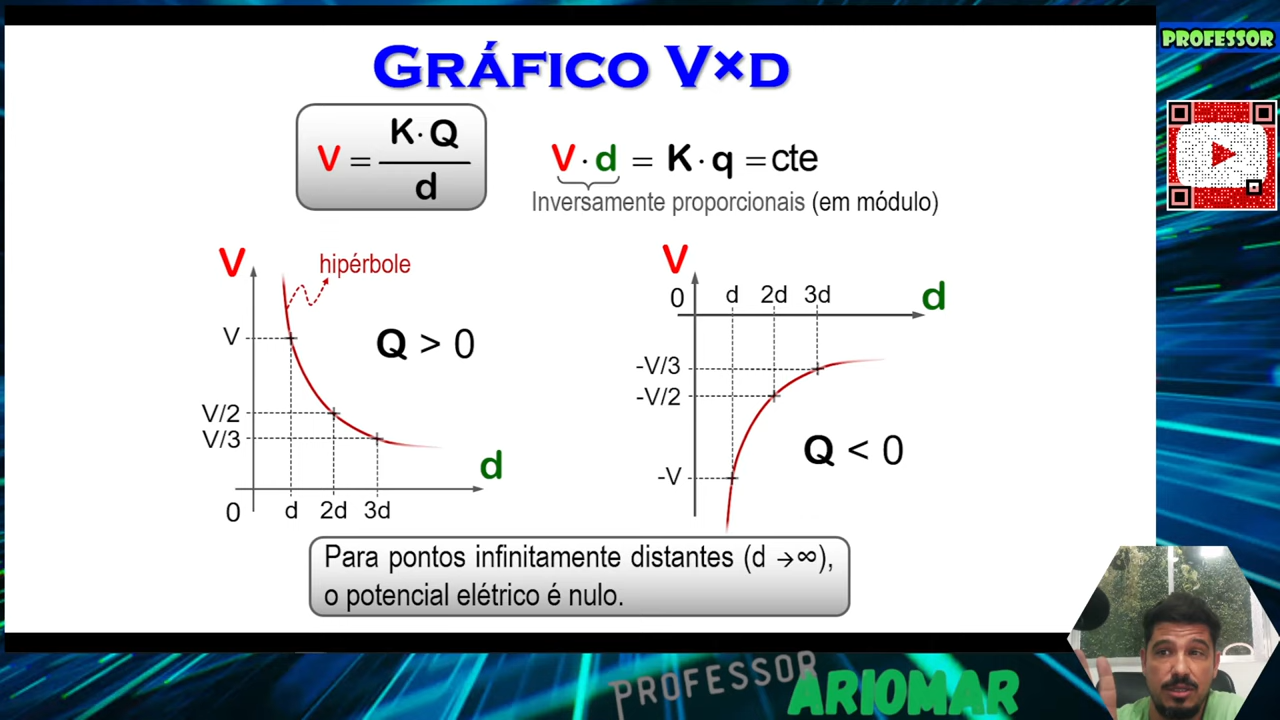 GRÁFICO V×D
PROFESSOR
V = K·Q / d
V · d = K · q = cte
Inversamente proporcionais (em módulo)
V
hipérbole
V
Q > 0
V/2
V/3
d
0 d 2d 3d
V
0 d 2d 3d
d
-V/3
-V/2
Q < 0
-V
Para pontos infinitamente distantes (d →∞),
o potencial elétrico é nulo.
PROFESSOR
ARIOMAR